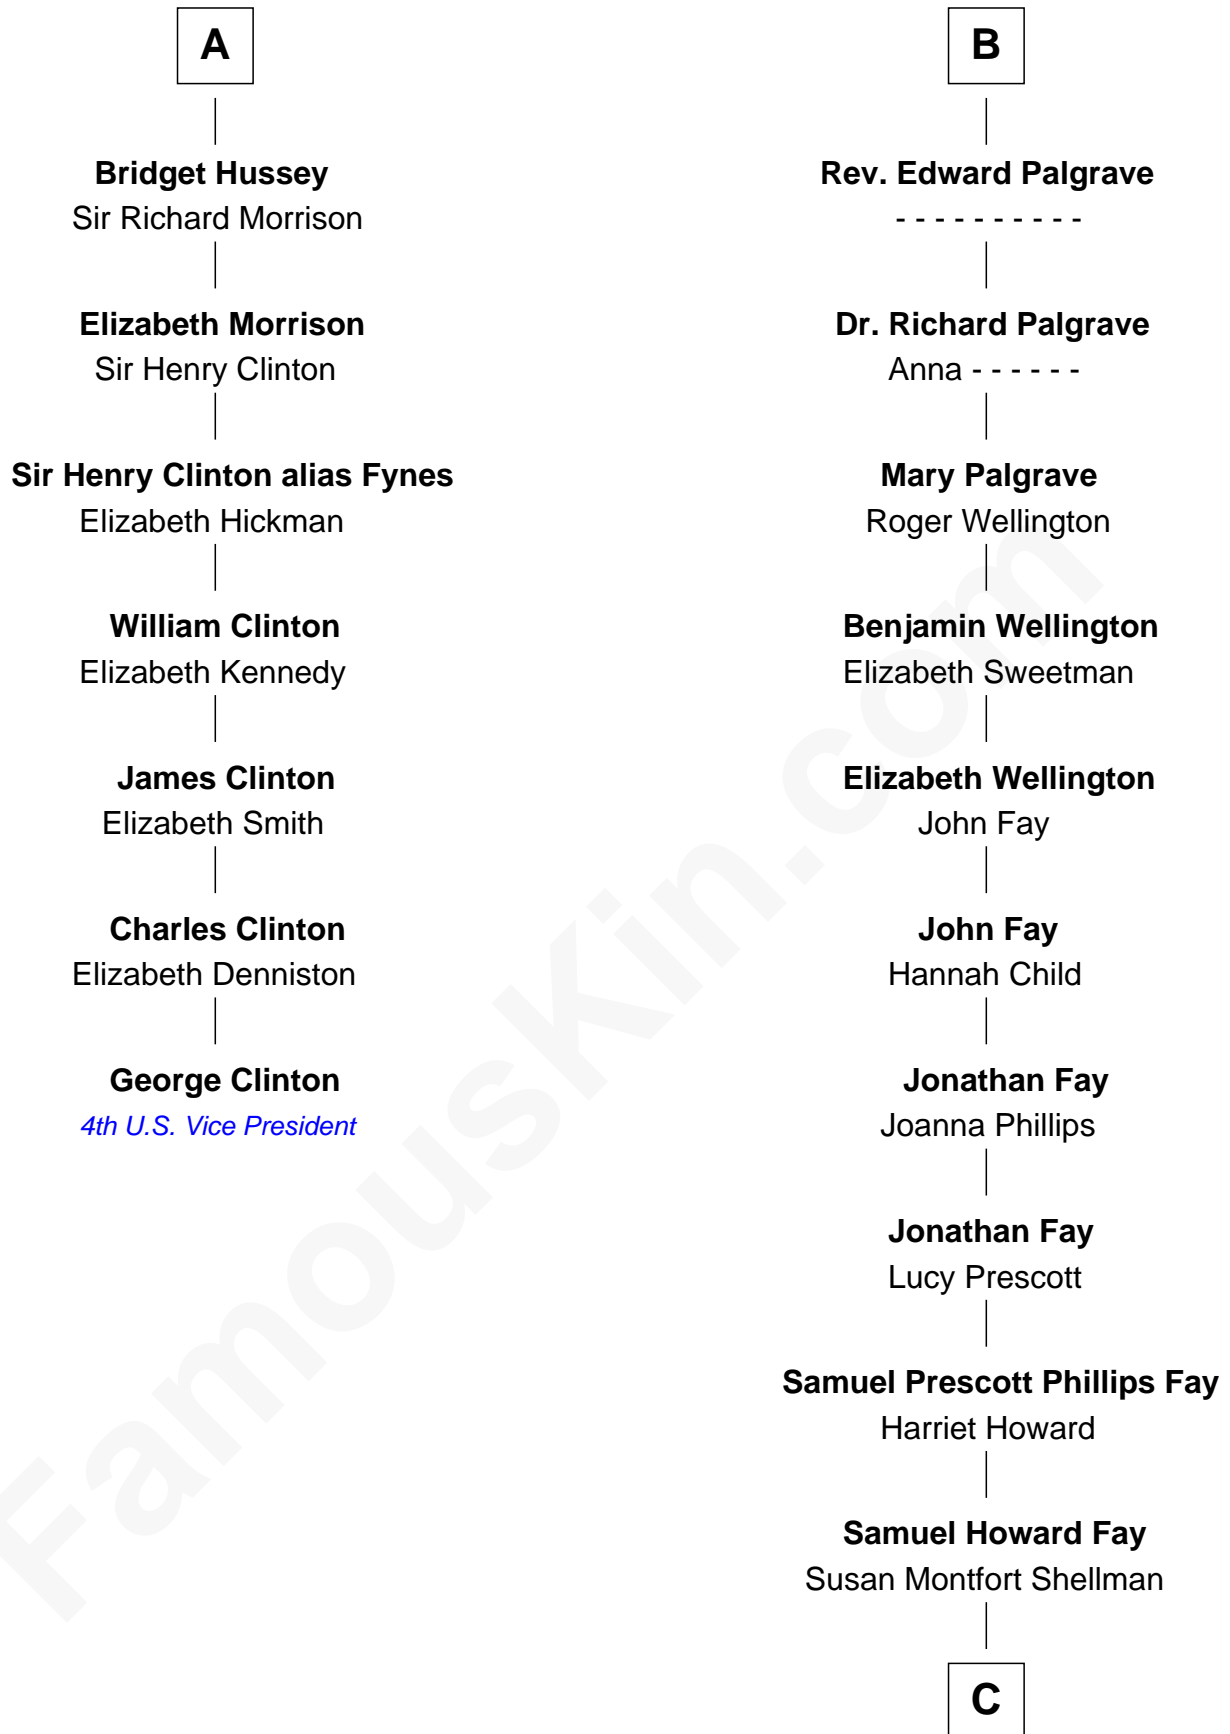 A
Bridget Hussey
Sir Richard Morrison
Elizabeth Morrison
Sir Henry Clinton
Sir Henry Clinton alias Fynes
Elizabeth Hickman
William Clinton
Elizabeth Kennedy
James Clinton
Elizabeth Smith
Charles Clinton
Elizabeth Denniston
George Clinton
4th U.S. Vice President
B
Rev. Edward Palgrave
- - - - - - - - - -
Dr. Richard Palgrave
Anna - - - - - -
Mary Palgrave
Roger Wellington
Benjamin Wellington
Elizabeth Sweetman
Elizabeth Wellington
John Fay
John Fay
Hannah Child
Jonathan Fay
Joanna Phillips
Jonathan Fay
Lucy Prescott
Samuel Prescott Phillips Fay
Harriet Howard
Samuel Howard Fay
Susan Montfort Shellman
C
FamousKin.com